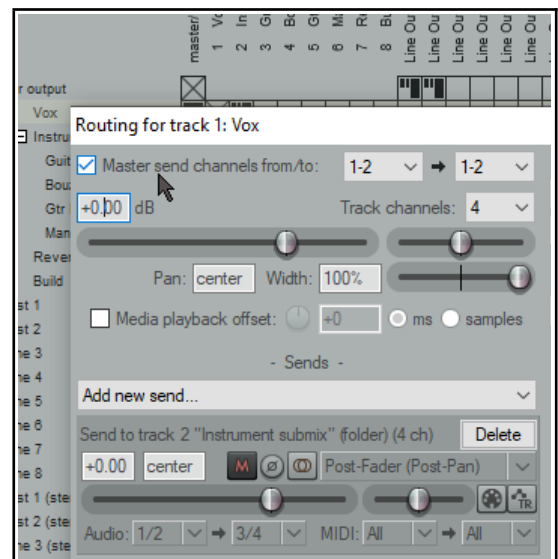 master/
1 Vo
2 In
3 G
4 Bo
5 G
6 M
7 Re
8 Bu
Line Ou
Line Ou
Line Ou
Line Ou
Line Ou
Line Ou
r output
Vox
Instru
Guit
Bou
Gtr
Man
Rever
Build
st 1
st 2
ne 3
ne 4
ne 5
ne 6
ne 7
ne 8
st 1 (ste
st 2 (ste
ne 3 (ste
Routing for track 1: Vox
Master send channels from/to: 1-2 1-2
+0.00 dB Track channels: 4
Pan: center Width: 100%
Media playback offset: +0 ms samples
- Sends -
Add new send...
Send to track 2 "Instrument submix" (folder) (4 ch) Delete
+0.00 center M Post-Fader (Post-Pan)
TR
Audio: 1/2 3/4 MIDI: All All